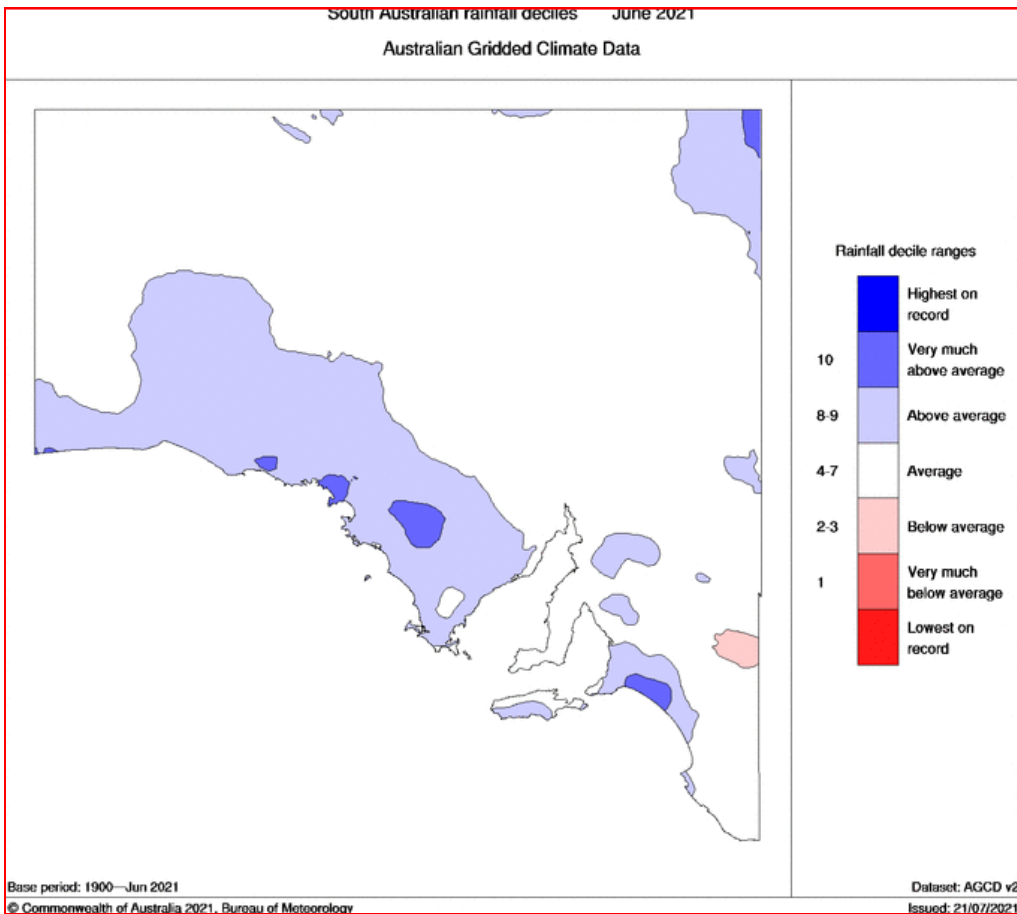 South Australian rainfall deciles June 2021
Australian Gridded Climate Data
Rainfall decile ranges
Highest on
record
10
Very much
above average
8-9
Above average
4-7
Average
2-3
Below average
1
Very much
below average
Lowest on
record
Base period: 1900—Jun 2021
Dataset: AGCD v2
© Commonwealth of Australia 2021, Bureau of Meteorology
Issued: 21/07/2021